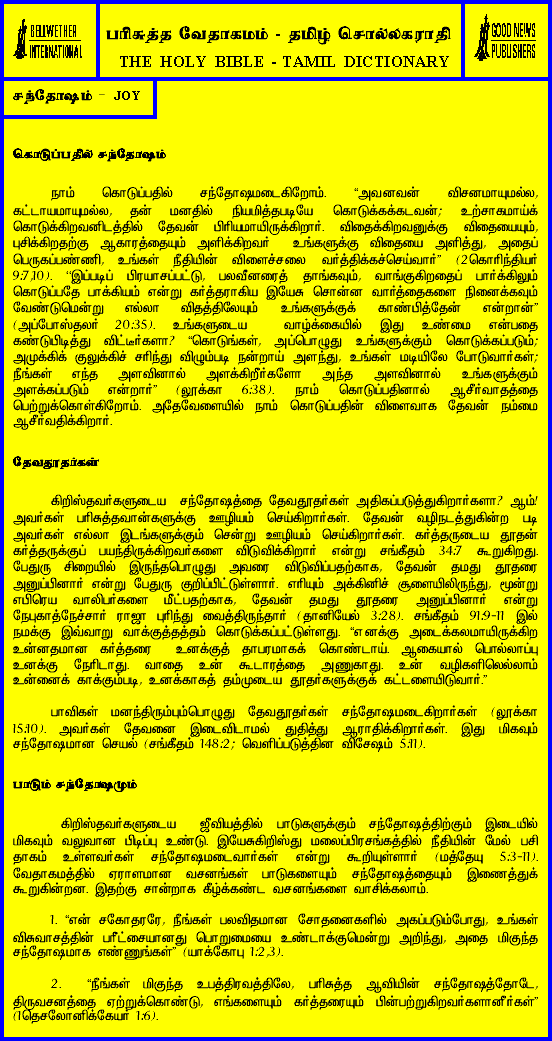 BELLWETHER
INTERNATIONAL
பரிசுத்த வேதாகமம் - தமிழ் சொல்லகராதி
THE HOLY BIBLE - TAMIL DICTIONARY
GOOD NEWS
PUBLISHERS
சந்தோஷம் - JOY
கொடுப்பதில் சந்தோஷம்
நாம் கொடுப்பதில் சந்தோஷமடைகிறோம். “அவனவன் விசனமாயுமல்ல,
கட்டாயமாயுமல்ல, தன் மனதில் நியமித்தபடியே கொடுக்கக்கடவன்; உற்சாகமாய்க்
கொடுக்கிறவனிடத்தில் தேவன் பிரியமாயிருக்கிறார். விதைக்கிறவனுக்கு விதையையும்,
புசிக்கிறதற்கு ஆகாரத்தையும் அளிக்கிறவர் உங்களுக்கு விதையை அளித்து, அதைப்
பெருகப்பண்ணி, உங்கள் நீதியின் விளைச்சலை வர்த்திக்கச்செய்வார்” (2கொரிந்தியர்
9:7,10). “இப்படிப் பிரயாசப்பட்டு, பலவீனரைத் தாங்கவும், வாங்குகிறதைப் பார்க்கிலும்
கொடுப்பதே பாக்கியம் என்று கர்த்தராகிய இயேசு சொன்ன வார்த்தைகளை நினைக்கவும்
வேண்டுமென்று எல்லா விதத்திலேயும் உங்களுக்குக் காண்பித்தேன் என்றான்”
(அப்போஸ்தலர் 20:35). உங்களுடைய வாழ்க்கையில் இது உண்மை என்பதை
கண்டுபிடித்து விட்டீர்களா? “கொடுங்கள், அப்பொழுது உங்களுக்கும் கொடுக்கப்படும்;
அமுக்கிக் குலுக்கிச் சரிந்து விழும்படி நன்றாய் அளந்து, உங்கள் மடியிலே போடுவார்கள்;
நீங்கள் எந்த அளவினால் அளக்கிறீர்களோ அந்த அளவினால் உங்களுக்கும்
அளக்கப்படும் என்றார்” (லூக்கா 6:38). நாம் கொடுப்பதினால் ஆசீர்வாதத்தை
பெற்றுக்கொள்கிறோம். அதேவேளையில் நாம் கொடுப்பதின் விளைவாக தேவன் நம்மை
ஆசீர்வதிக்கிறார்.
தேவதூதர்கள்
கிறிஸ்தவர்களுடைய சந்தோஷத்தை தேவதூதர்கள் அதிகப்படுத்துகிறார்களா? ஆம்!
அவர்கள் பரிசுத்தவான்களுக்கு ஊழியம் செய்கிறார்கள். தேவன் வழிநடத்துகின்ற படி
அவர்கள் எல்லா இடங்களுக்கும் சென்று ஊழியம் செய்கிறார்கள். கர்த்தருடைய தூதன்
கர்த்தருக்குப் பயந்திருக்கிறவர்களை விடுவிக்கிறார் என்று சங்கீதம் 34:7 கூறுகிறது.
பேதுரு சிறையில் இருந்தபொழுது அவரை விடுவிப்பதற்காக, தேவன் தமது தூதரை
அனுப்பினார் என்று பேதுரு குறிப்பிட்டுள்ளார். எரியும் அக்கினிச் சூளையிலிருந்து, மூன்று
எபிரெய வாலிபர்களை மீட்பதற்காக, தேவன் தமது தூதரை அனுப்பினார் என்று
நேபுகாத்நேச்சார் ராஜா புரிந்து வைத்திருந்தார் (தானியேல் 3:28). சங்கீதம் 91:9-11 இல்
நமக்கு இவ்வாறு வாக்குத்தத்தம் கொடுக்கப்பட்டுள்ளது. “எனக்கு அடைக்கலமாயிருக்கிற
உன்னதமான கர்த்தரை உனக்குத் தாபரமாகக் கொண்டாய். ஆகையால் பொல்லாப்பு
உனக்கு நேரிடாது. வாதை உன் கூடாரத்தை அணுகாது. உன் வழிகளிலெல்லாம்
உன்னைக் காக்கும்படி, உனக்காகத் தம்முடைய தூதர்களுக்குக் கட்டளையிடுவார்.”
பாவிகள் மனந்திரும்பும்பொழுது தேவதூதர்கள் சந்தோஷமடைகிறார்கள் (லூக்கா
15:10). அவர்கள் தேவனை இடைவிடாமல் துதித்து ஆராதிக்கிறார்கள். இது மிகவும்
சந்தோஷமான செயல் (சங்கீதம் 148:2; வெளிப்படுத்தின விசேஷம் 5:11).
பாடும் சந்தோஷமும்
கிறிஸ்தவர்களுடைய ஜீவியத்தில் பாடுகளுக்கும் சந்தோஷத்திற்கும் இடையில்
மிகவும் வலுவான பிடிப்பு உண்டு. இயேசுகிறிஸ்து மலைப்பிரசங்கத்தில் நீதியின் மேல் பசி
தாகம் உள்ளவர்கள் சந்தோஷமடைவார்கள் என்று கூறியுள்ளார் (மத்தேயு 5:3-11).
வேதாகமத்தில் ஏராளமான வசனங்கள் பாடுகளையும் சந்தோஷத்தையும் இணைத்துக்
கூறுகின்றன. இதற்கு சான்றாக கீழ்க்கண்ட வசனங்களை வாசிக்கலாம்.
1. “என் சகோதரரே, நீங்கள் பலவிதமான சோதனைகளில் அகப்படும்போது, உங்கள்
விசுவாசத்தின் பரீட்சையானது பொறுமையை உண்டாக்குமென்று அறிந்து, அதை மிகுந்த
சந்தோஷமாக எண்ணுங்கள்” (யாக்கோபு 1:2,3).
2. “நீங்கள் மிகுந்த உபத்திரவத்திலே, பரிசுத்த ஆவியின் சந்தோஷத்தோடே,
திருவசனத்தை ஏற்றுக்கொண்டு, எங்களையும் கர்த்தரையும் பின்பற்றுகிறவர்களானீர்கள்”
(1தெசலோனிக்கேயர் 1:6).